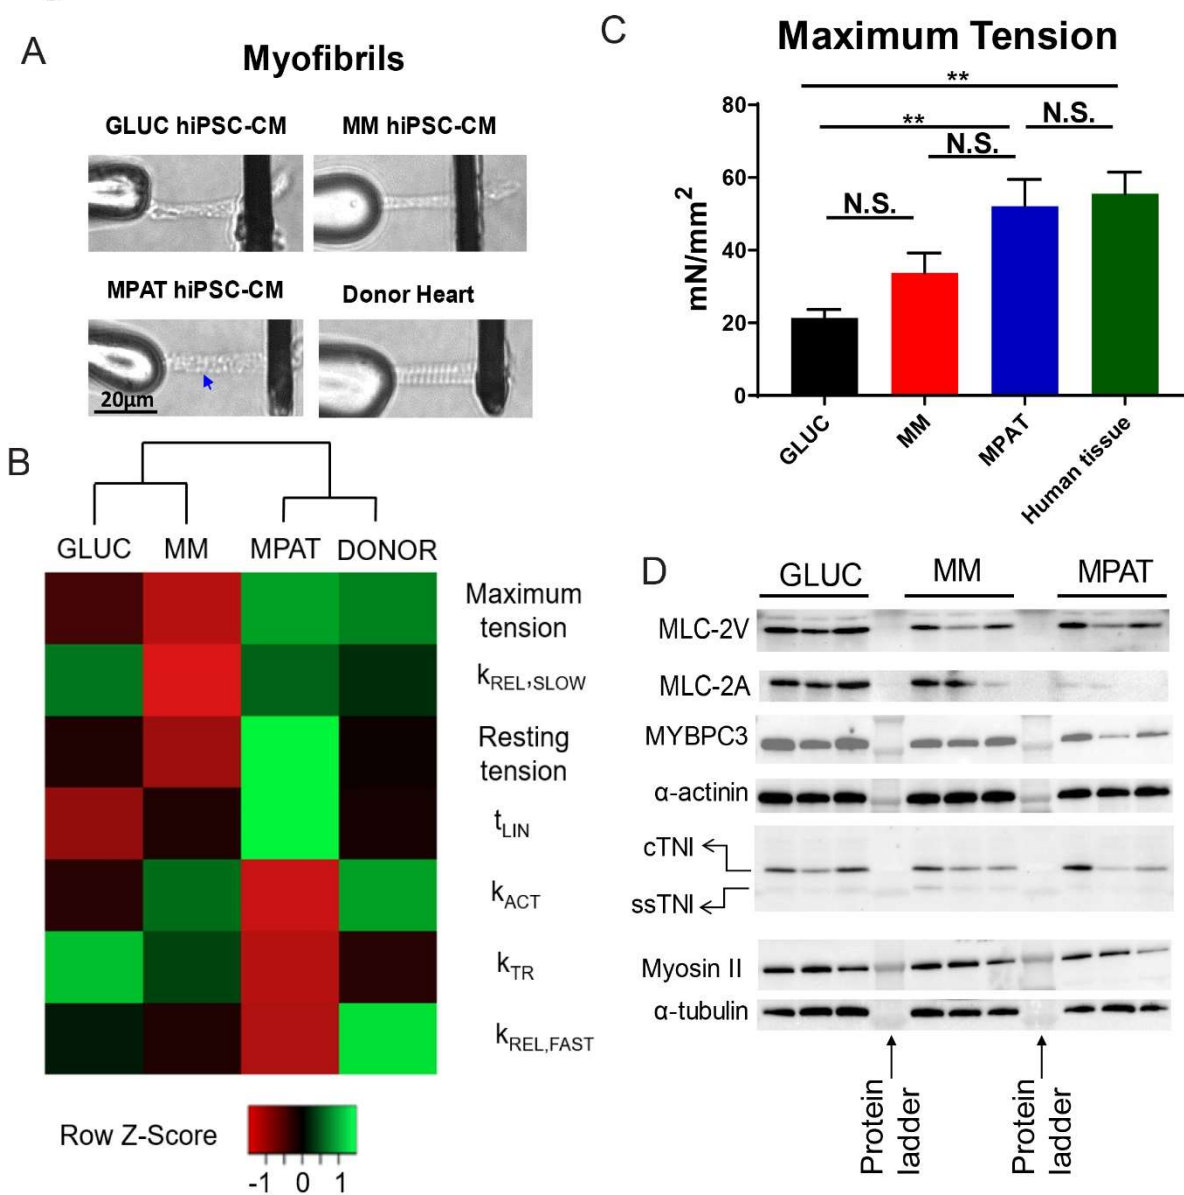 A
Myofibrils
GLUC hiPSC-CM
MM hiPSC-CM
MPAT hiPSC-CM
Donor Heart
20μm
B
GLUC MM MPAT DONOR
Maximum
tension
kREL,SLOW
Resting
tension
tLIN
kACT
kTR
kREL,FAST
Row Z-Score
-1 0 1
C
Maximum Tension
**
**
N.S.
N.S.
N.S.
mN/mm2
80
60
40
20
0
GLUC
MM
MPAT
Human tissue
D
GLUC MM MPAT
MLC-2V
MLC-2A
MYBPC3
α-actinin
cTNI
ssTNI
Myosin II
α-tubulin
Protein
ladder
Protein
ladder